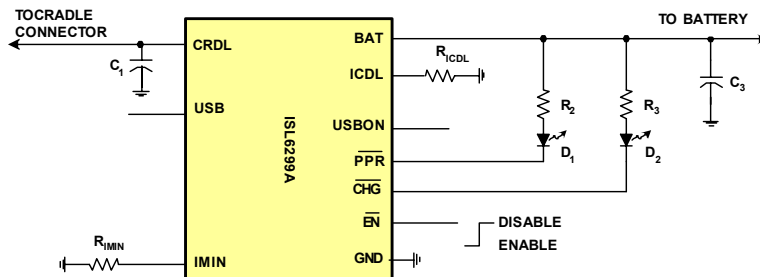 TOCRADLE
CONNECTOR
TO BATTERY
CRDL
BAT
C1
ICDL
RICDL
C3
USB
R2
R3
USBON
ISL6299A
PPR
D1
D2
CHG
EN
DISABLE
ENABLE
RIMIN
IMIN
GND